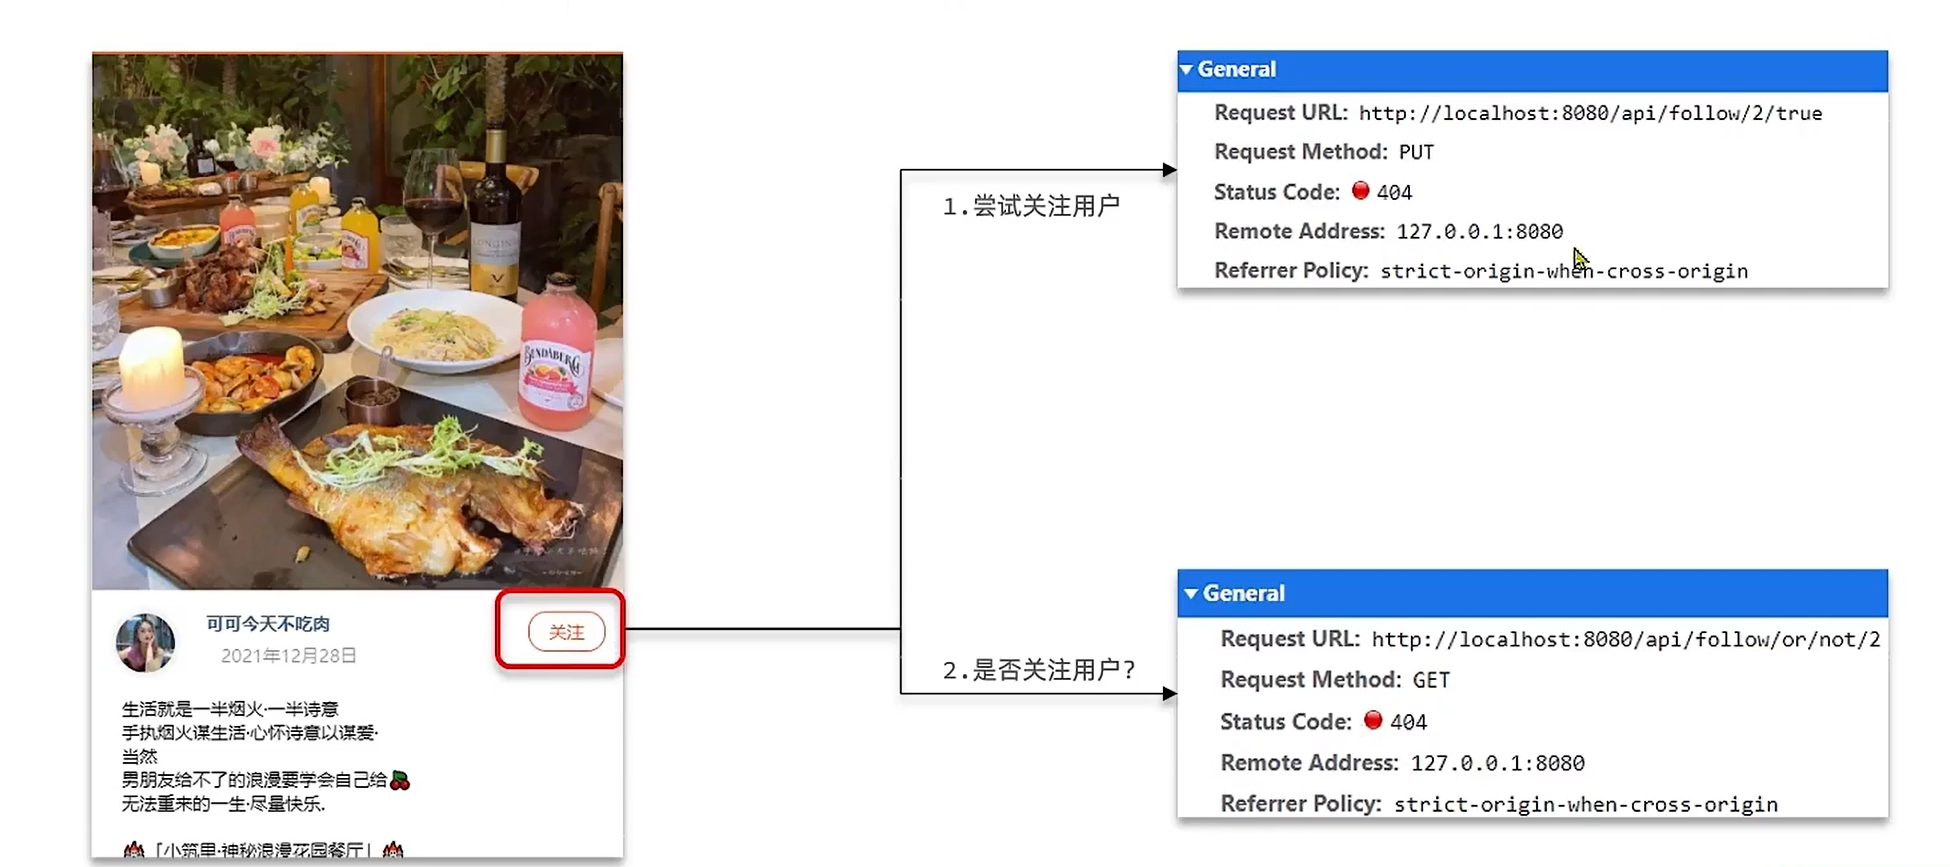 LONGING
BUNDABERG
可可今天不吃肉
2021年12月28日
关注
生活就是一半烟火·一半诗意
手执烟火谋生活·心怀诗意以谋爱·
当然
男朋友给不了的浪漫要学会自己给🍒
无法重来的一生·尽量快乐.
「小筑里·神秘浪漫花园餐厅」
1.尝试关注用户
General
Request URL: http://localhost:8080/api/follow/2/true
Request Method: PUT
Status Code: 404
Remote Address: 127.0.0.1:8080
Referrer Policy: strict-origin-when-cross-origin
2.是否关注用户?
General
Request URL: http://localhost:8080/api/follow/or/not/2
Request Method: GET
Status Code: 404
Remote Address: 127.0.0.1:8080
Referrer Policy: strict-origin-when-cross-origin